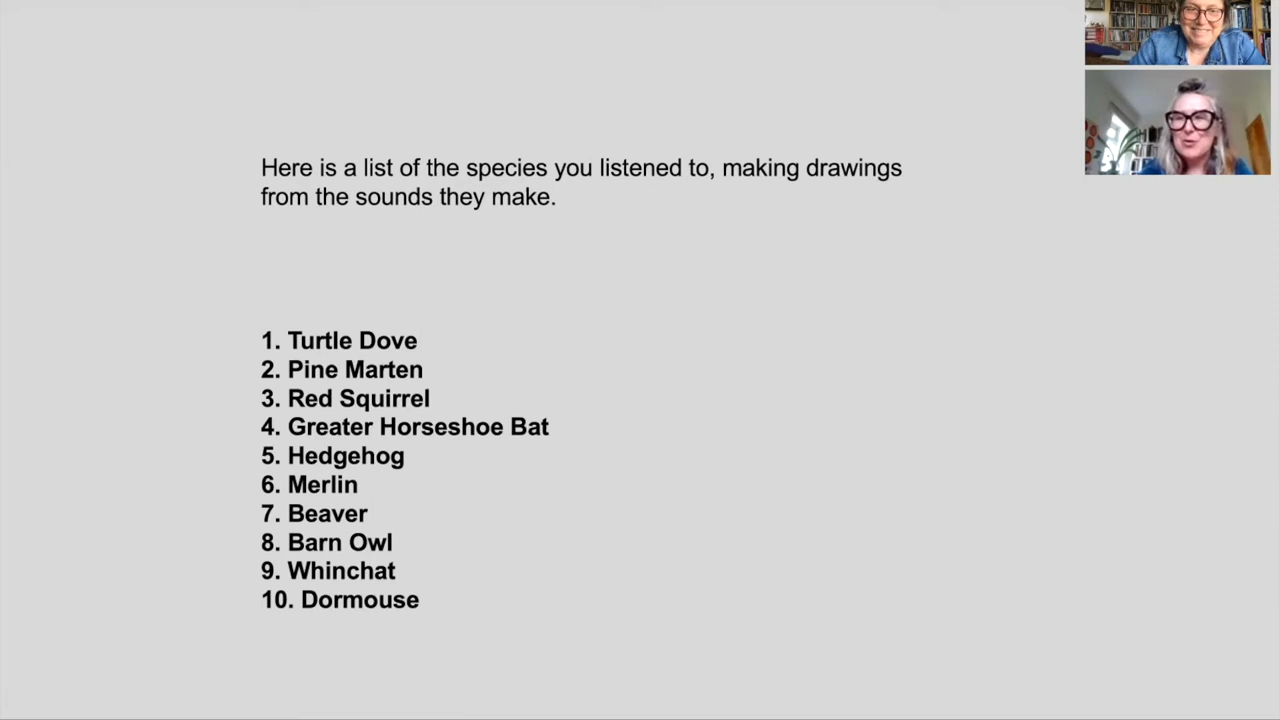 Here is a list of the species you listened to, making drawings
from the sounds they make.
1. Turtle Dove
2. Pine Marten
3. Red Squirrel
4. Greater Horseshoe Bat
5. Hedgehog
6. Merlin
7. Beaver
8. Barn Owl
9. Whinchat
10. Dormouse